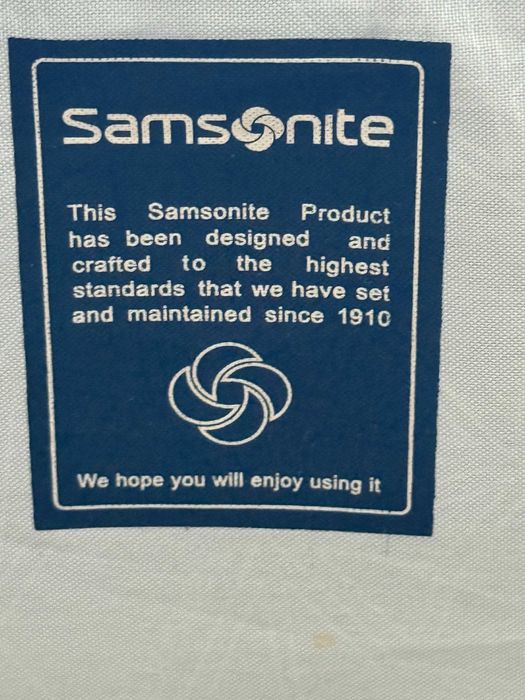 Samsonite
This Samsonite Product
has been designed and
crafted to the highest
standards that we have set
and maintained since 1910
We hope you will enjoy using it